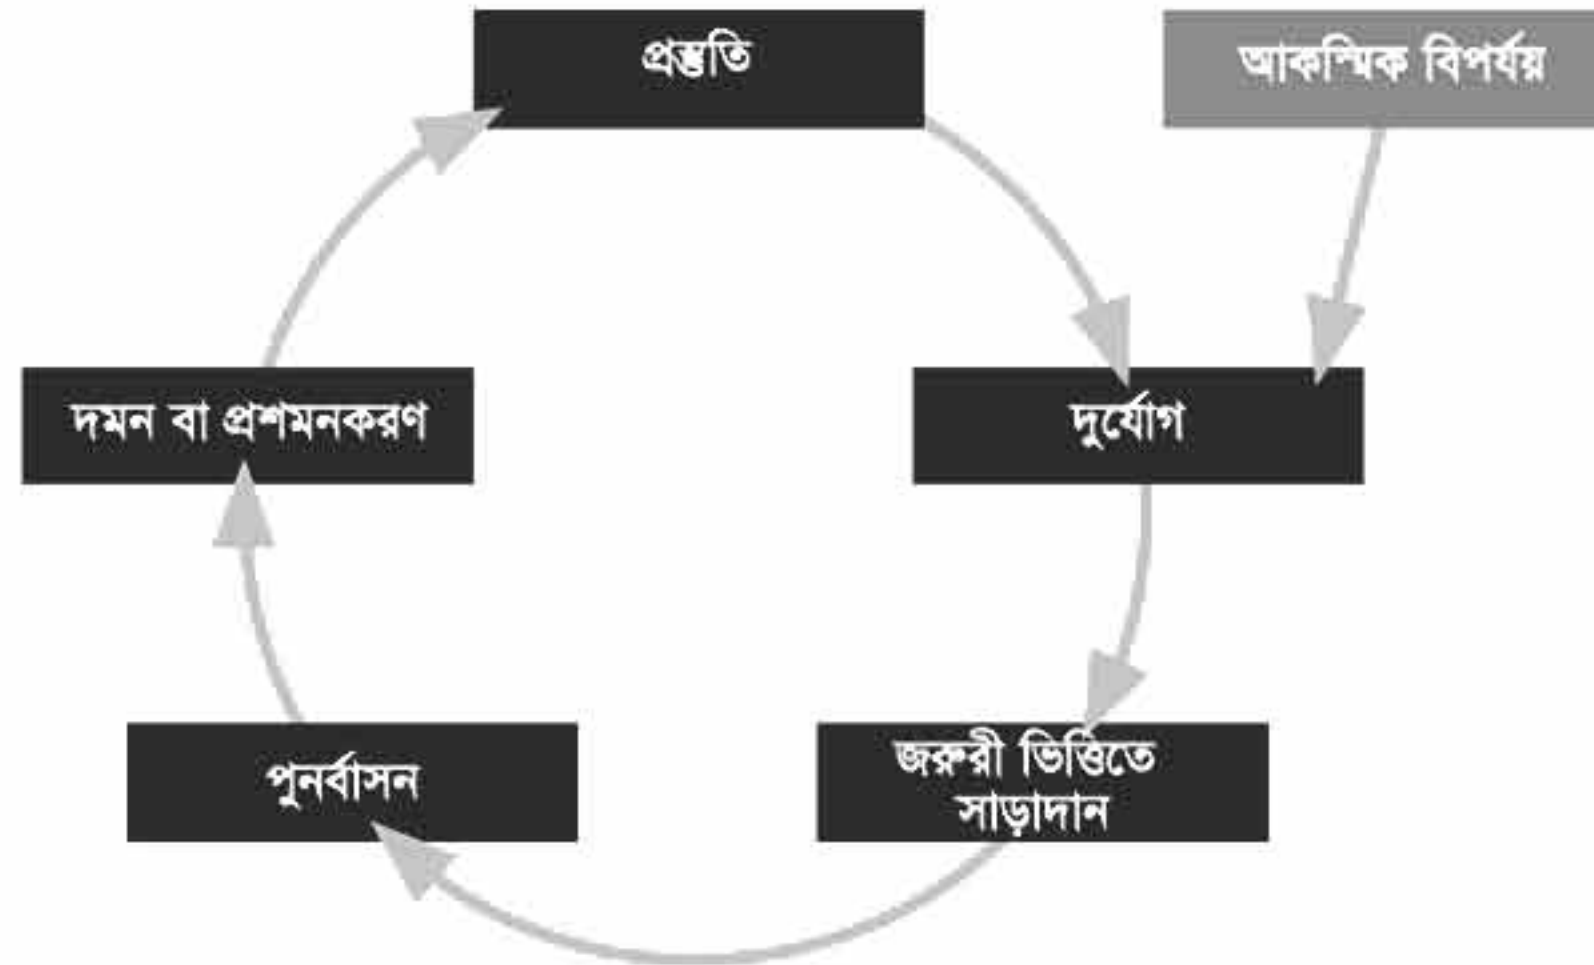 প্রস্তুতি
আকস্মিক বিপর্যয়
দমন বা প্রশমনকরণ
দুর্যোগ
পুনর্বাসন
জরুরী ভিত্তিতে
সাড়াদান